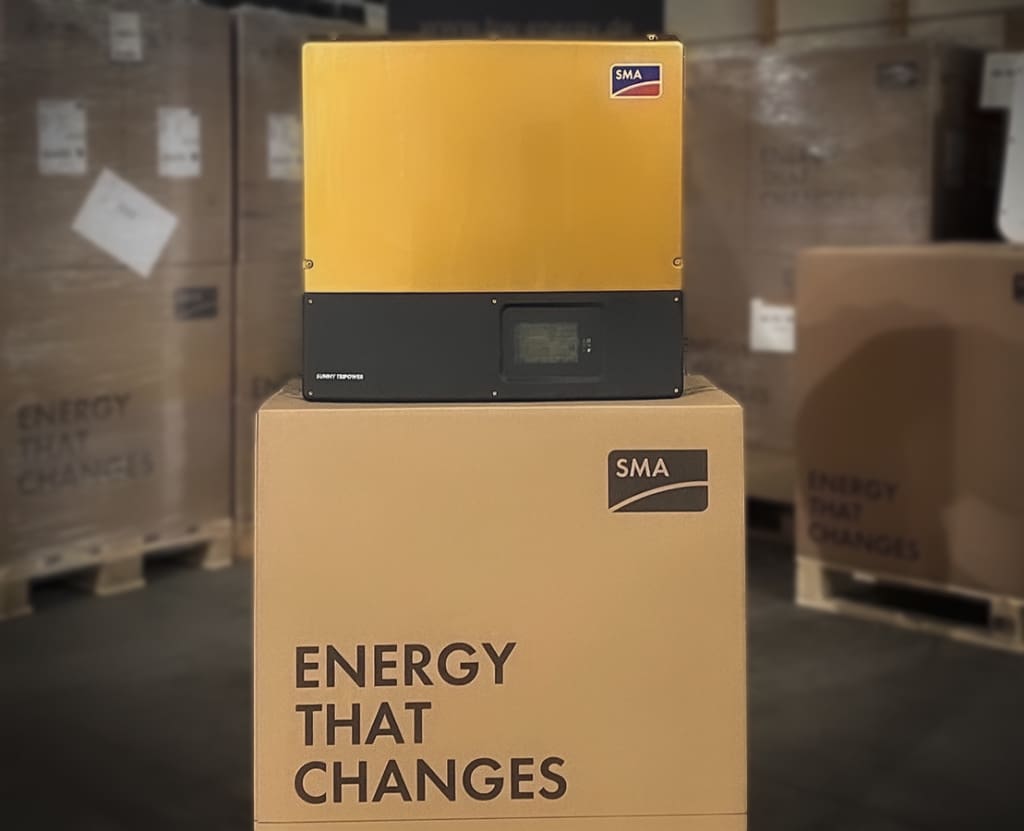 SMA
SUNNY TRIPOWER
SMA
ENERGY
THAT
CHANGES
ENERGY
THAT
CHANGES
ENERGY
THAT
CHANGES